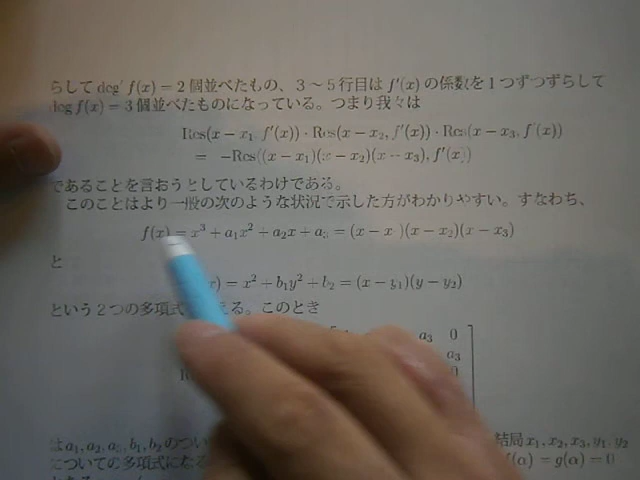 らして deg f'(x) = 2 個並べたもの、3～5行目は f'(x) の係数を1つずつずらして
deg f(x) = 3 個並べたものになっている。つまり我々は
Res(x − x₁, f'(x)) · Res(x − x₂, f'(x)) · Res(x − x₃, f'(x))
= −Res((x − x₁)(x − x₂)(x − x₃), f'(x))
であることを言おうとしているわけである。
このことはより一般の次のような状況で示した方がわかりやすい。すなわち、
f(x) = x³ + a₁x² + a₂x + a₃ = (x − x₁)(x − x₂)(x − x₃)
と
x) = x² + b₁y² + b₂ = (x − y₁)(y − y₂)
という2つの多項式 える。このとき
a₃ 0
a₃
0
は a₁, a₂, a₃, b₁, b₂ のつい 結局 x₁, x₂, x₃, y₁, y₂
についての多項式にな f(α) = g(α) = 0